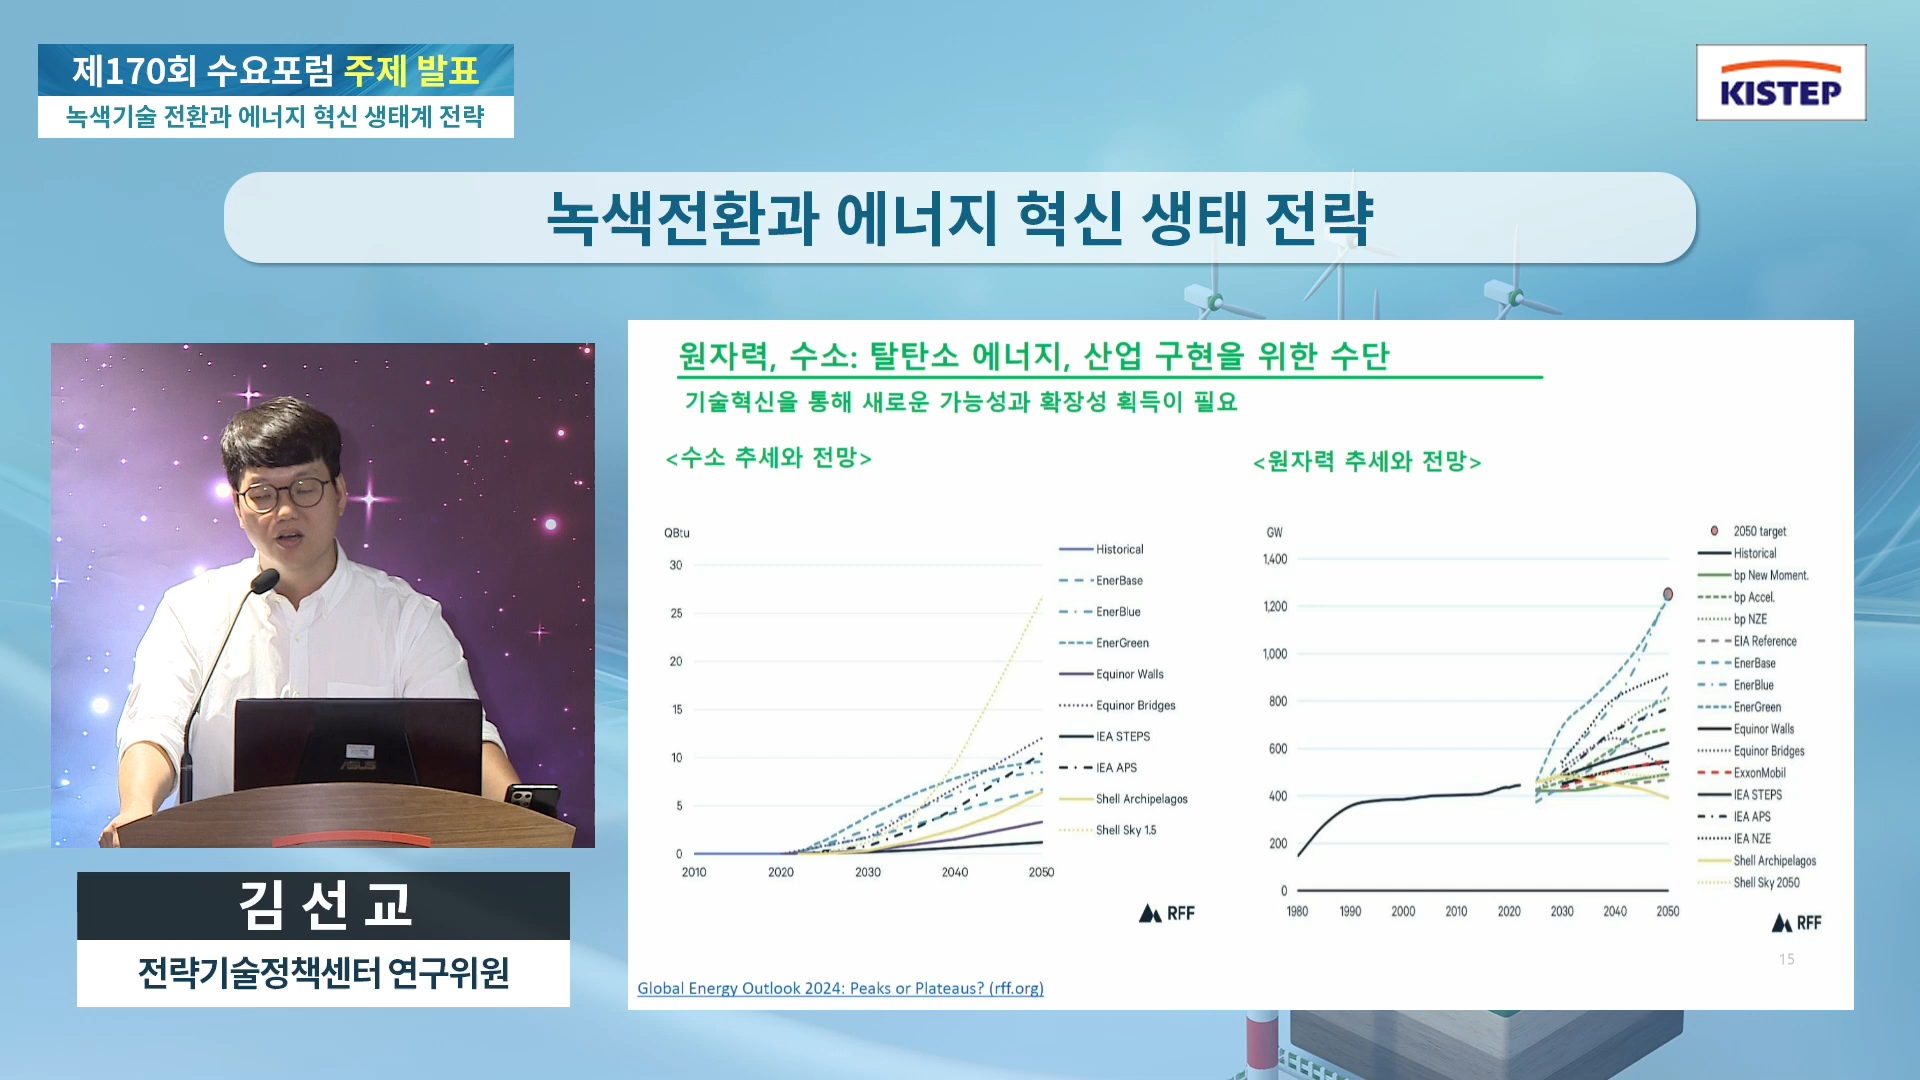 제170회 수요포럼 주제 발표
녹색기술 전환과 에너지 혁신 생태계 전략
KISTEP
녹색전환과 에너지 혁신 생태 전략
원자력, 수소: 탈탄소 에너지, 산업 구현을 위한 수단
기술혁신을 통해 새로운 가능성과 확장성 획득이 필요
<수소 추세와 전망>
QBtu
30
25
20
15
10
5
0
2010 2020 2030 2040 2050
Historical
EnerBase
EnerBlue
EnerGreen
Equinor Walls
Equinor Bridges
IEA STEPS
IEA APS
Shell Archipelagos
Shell Sky 1.5
RFF
<원자력 추세와 전망>
GW
1,400
1,200
1,000
800
600
400
200
0
1980 1990 2000 2010 2020 2030 2040 2050
2050 target
Historical
bp New Moment.
bp Accel.
bp NZE
EIA Reference
EnerBase
EnerBlue
EnerGreen
Equinor Walls
Equinor Bridges
ExxonMobil
IEA STEPS
IEA APS
IEA NZE
Shell Archipelagos
Shell Sky 2050
RFF
15
Global Energy Outlook 2024: Peaks or Plateaus? (rff.org)
ASUS
김선교
전략기술정책센터 연구위원